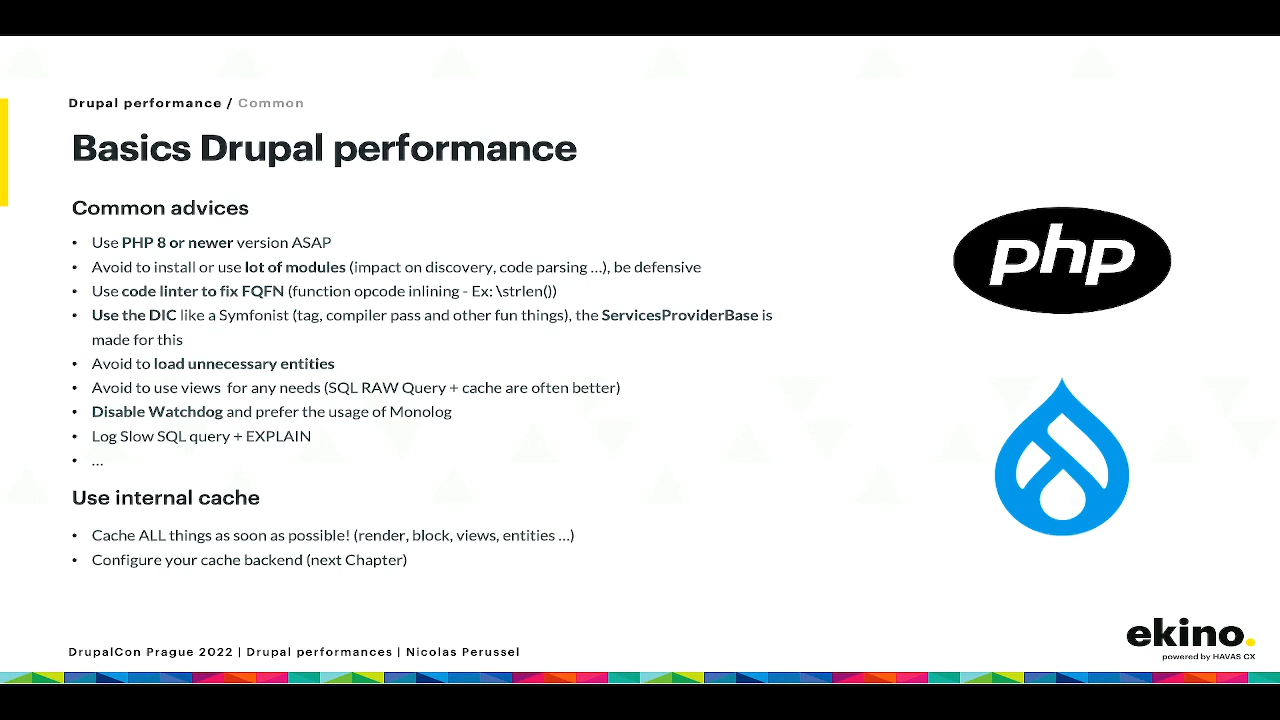 Drupal performance / Common
Basics Drupal performance
Common advices
• Use PHP 8 or newer version ASAP
• Avoid to install or use lot of modules (impact on discovery, code parsing ...), be defensive
• Use code linter to fix FQFN (function opcode inlining - Ex: \strlen())
• Use the DIC like a Symfonist (tag, compiler pass and other fun things), the ServicesProviderBase is
made for this
• Avoid to load unnecessary entities
• Avoid to use views for any needs (SQL RAW Query + cache are often better)
• Disable Watchdog and prefer the usage of Monolog
• Log Slow SQL query + EXPLAIN
• ...
Use internal cache
• Cache ALL things as soon as possible! (render, block, views, entities ...)
• Configure your cache backend (next Chapter)
php
ekino.
powered by HAVAS CX
DrupalCon Prague 2022 | Drupal performances | Nicolas Perussel